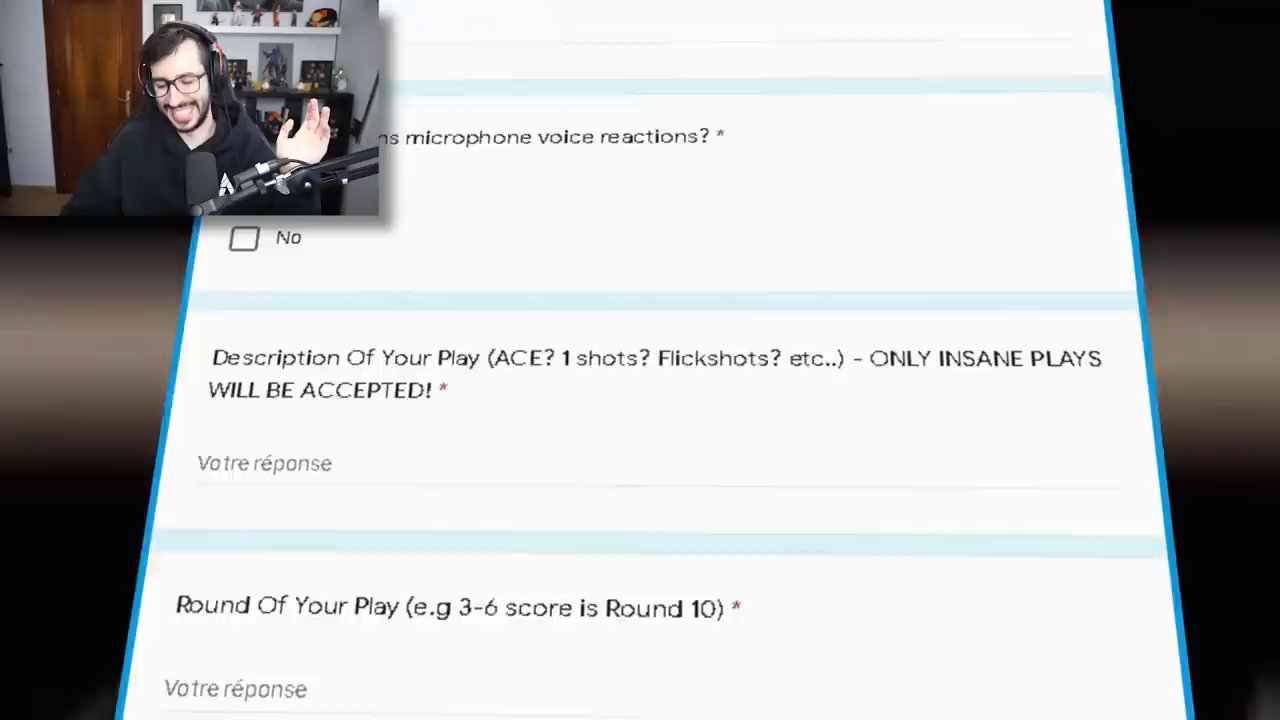 microphone voice reactions? *
No
Description Of Your Play (ACE? 1 shots? Flickshots? etc..) - ONLY INSANE PLAYS
WILL BE ACCEPTED! *
Votre réponse
Round Of Your Play (e.g 3-6 score is Round 10) *
Votre réponse